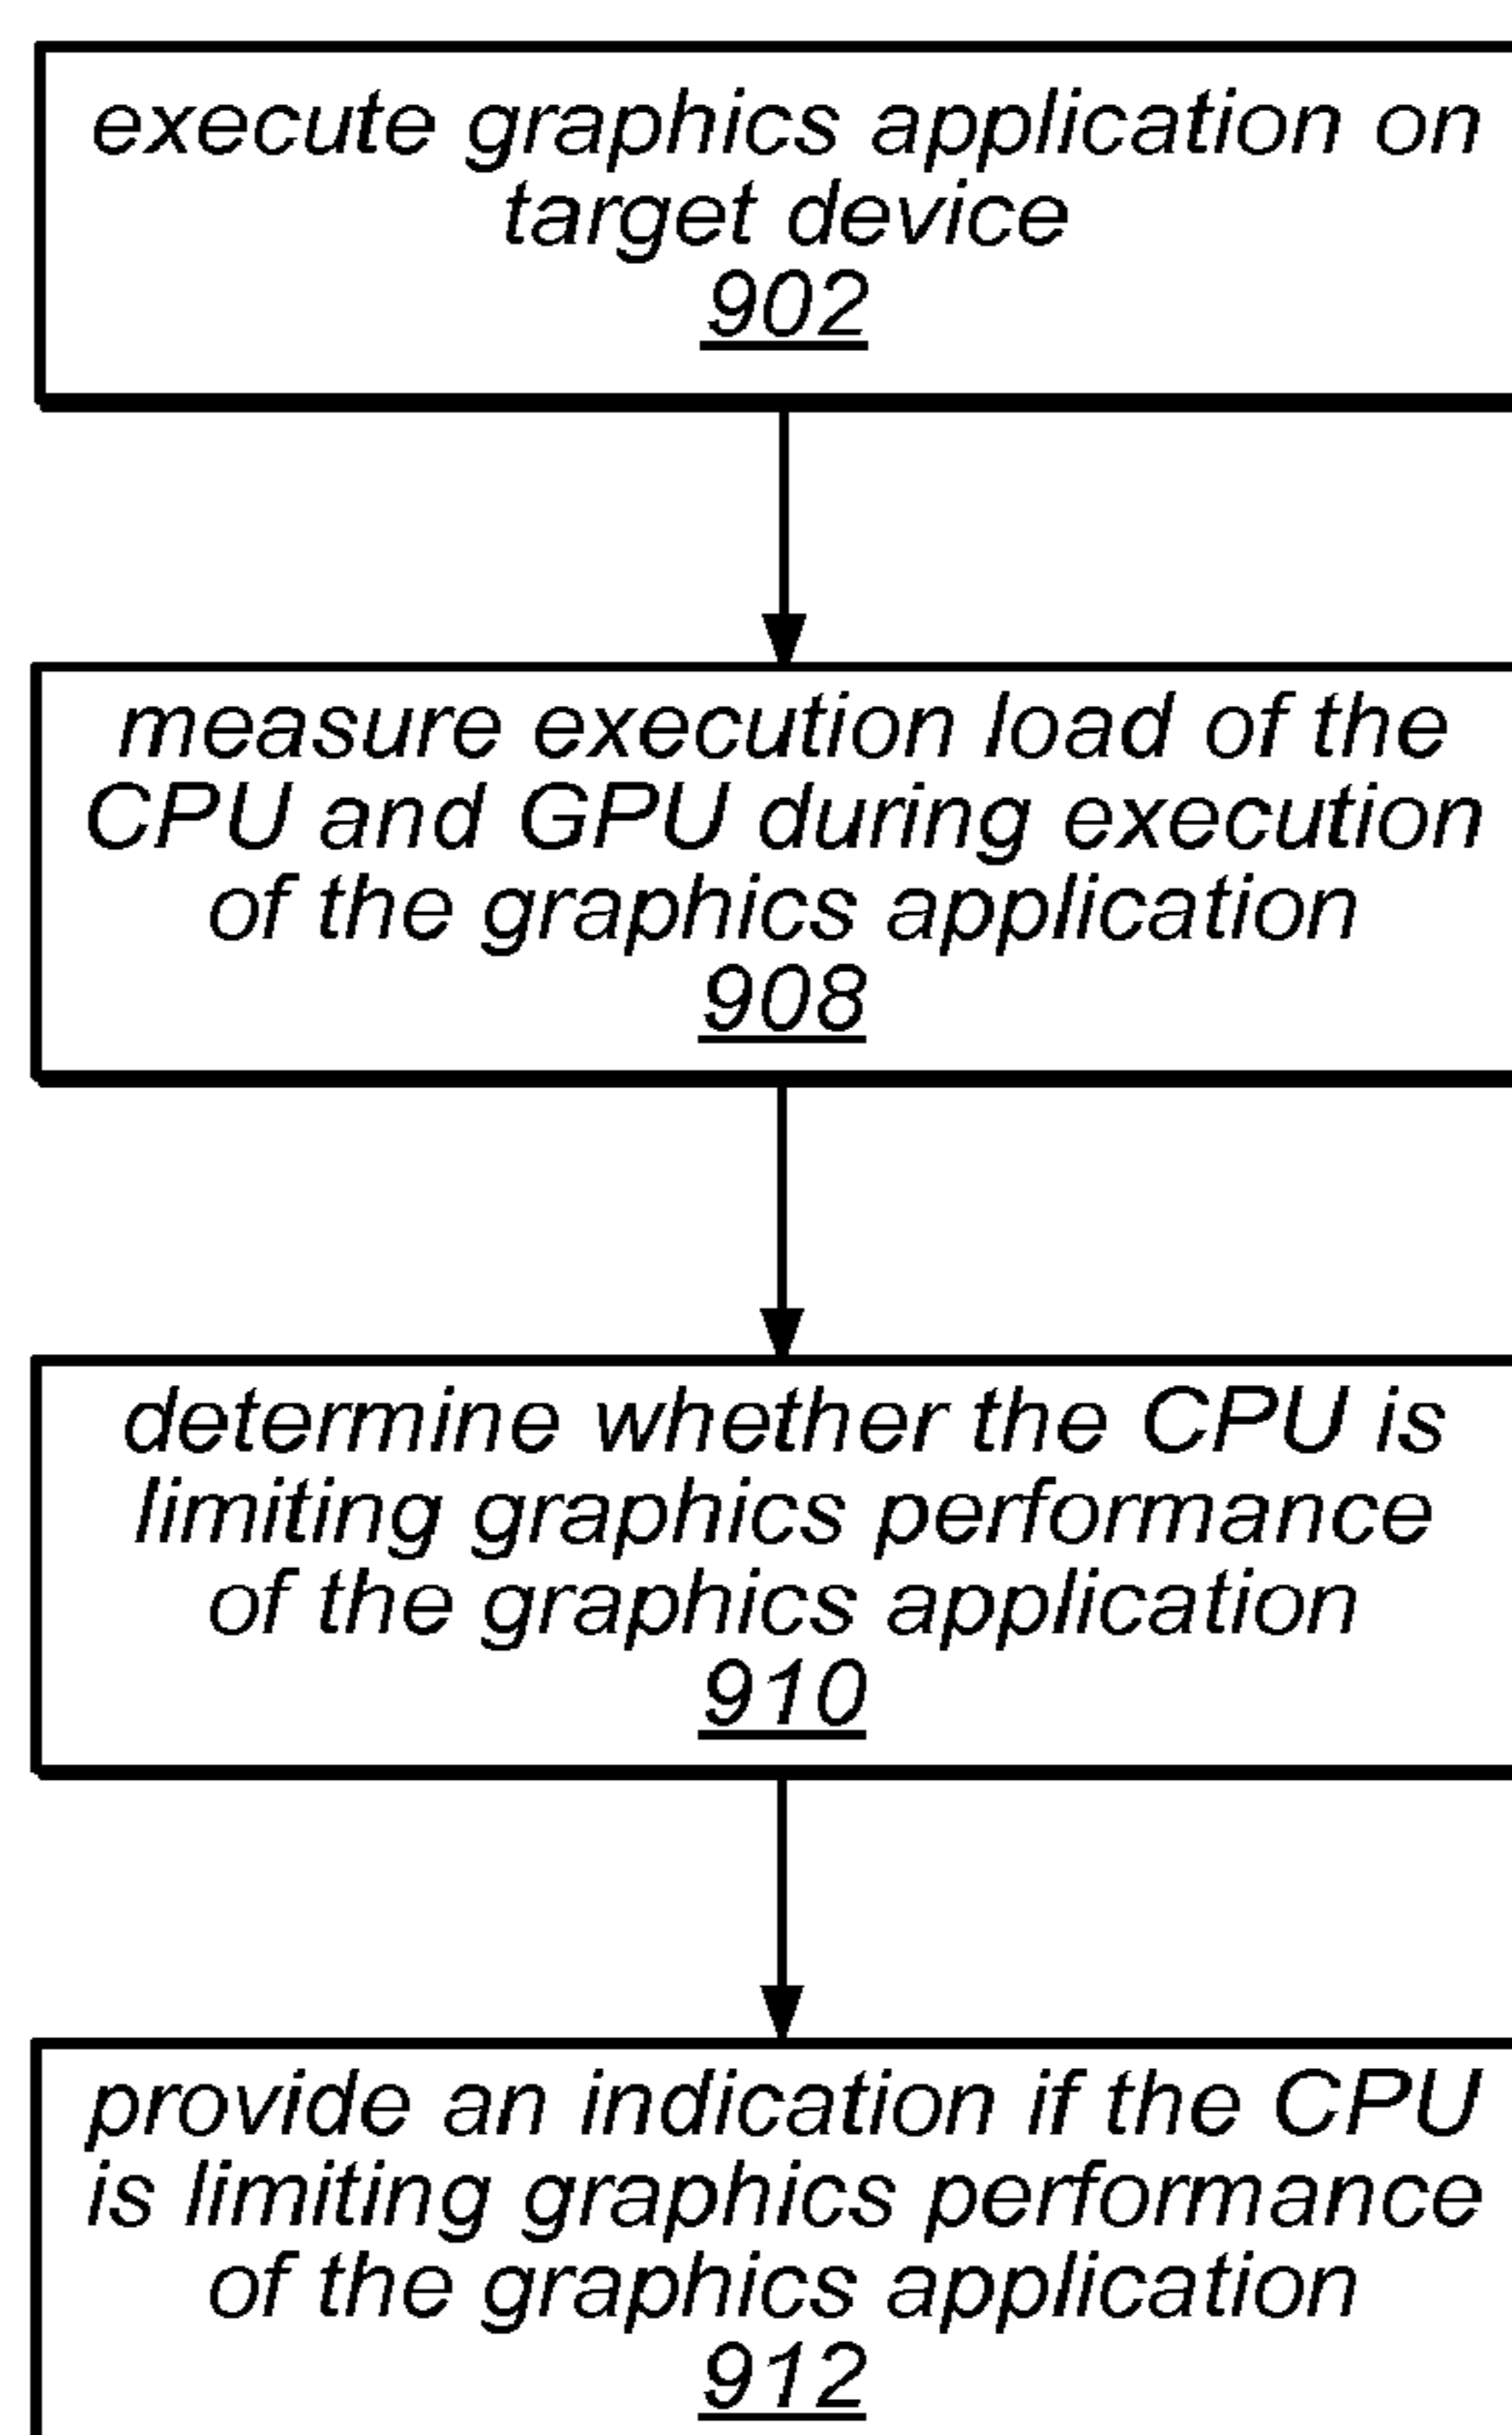 execute graphics application on
target device
902
measure execution load of the
CPU and GPU during execution
of the graphics application
908
determine whether the CPU is
limiting graphics performance
of the graphics application
910
provide an indication if the CPU
is limiting graphics performance
of the graphics application
912